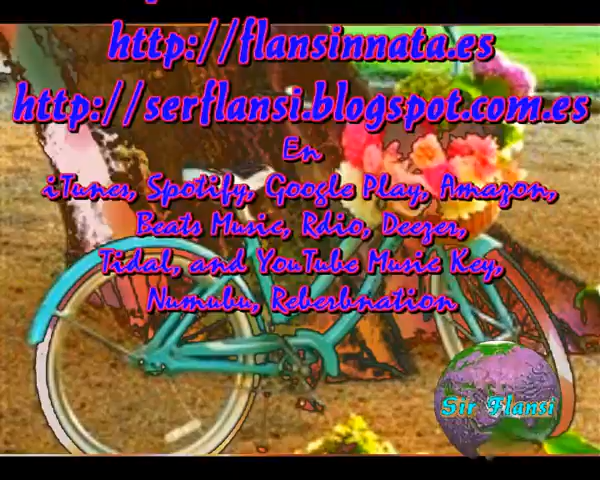 http://flansinnata.es
http://serflansi.blogspot.com.es
En
iTunes, Spotify, Google Play, Amazon,
Beats Music, Rdio, Deezer,
Tidal, and YouTube Music Key,
Numubu, Reberbnation
Sir Flansi